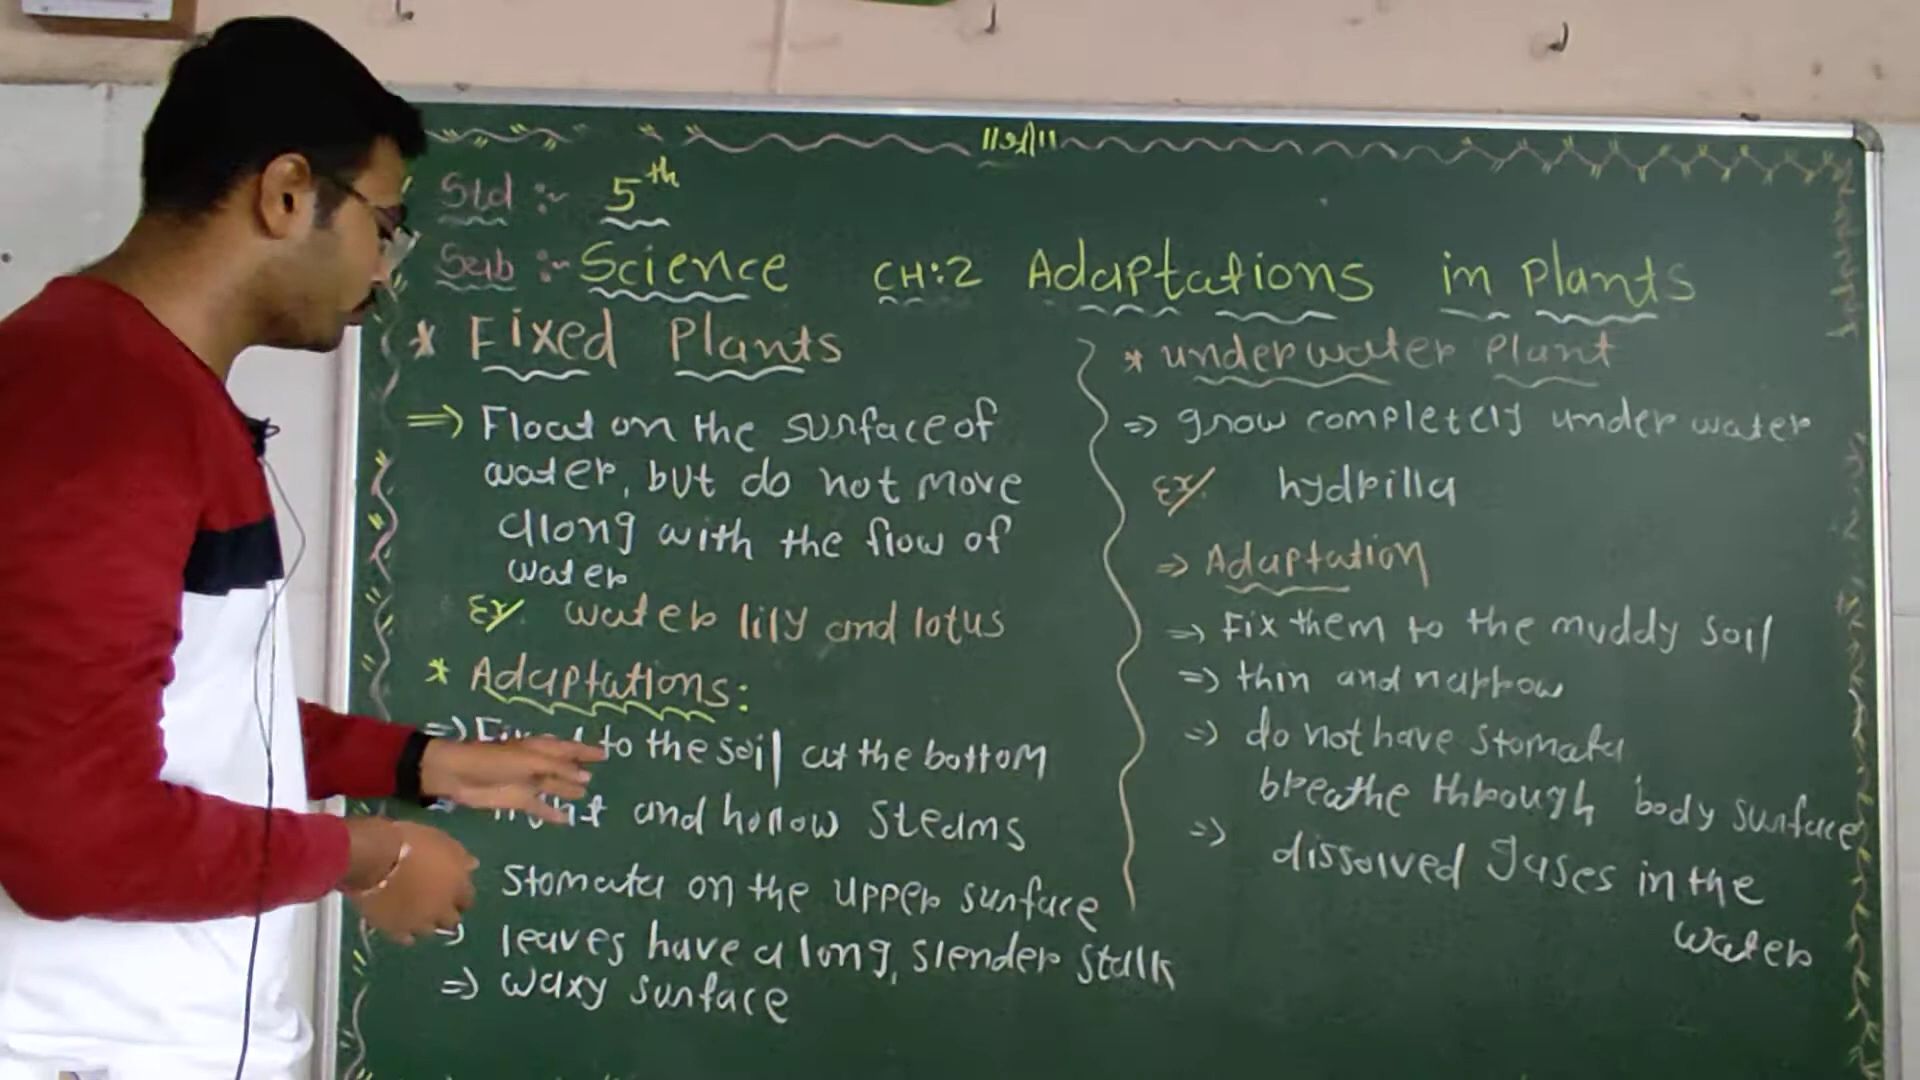 ॥ऽ॥
Std :- 5th
Sub :- Science CH:2 Adaptations in Plants
* Fixed Plants
⇒ Float on the surface of
water, but do not move
along with the flow of
water
Ex. water lily and lotus
* Adaptations:
⇒ to the soil at the bottom
and hollow steams
stomata on the upper surface
⇒ leaves have a long, slender stalk
⇒ waxy surface
* underwater Plant
⇒ grow completely under water
Ex. hydrilla
⇒ Adaptation
⇒ Fix them to the muddy soil
⇒ thin and narrow
⇒ do not have stomata
breathe through body surface
⇒ dissolved gases in the
water